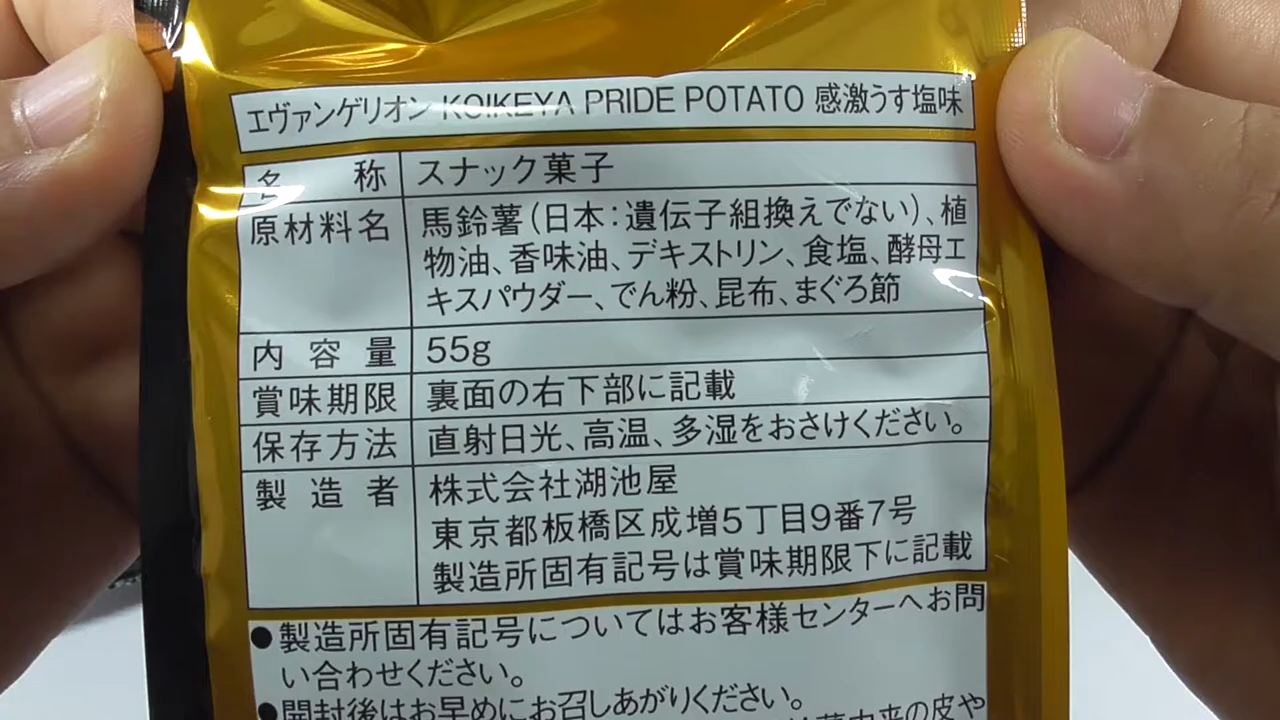 エヴァンゲリオン KOIKEYA PRIDE POTATO 感激うす塩味
名称 スナック菓子
原材料名 馬鈴薯(日本:遺伝子組換えでない)、植
物油、香味油、デキストリン、食塩、酵母エ
キスパウダー、でん粉、昆布、まぐろ節
内容量 55g
賞味期限 裏面の右下部に記載
保存方法 直射日光、高温、多湿をおさけください。
製造者 株式会社湖池屋
東京都板橋区成増5丁目9番7号
製造所固有記号は賞味期限下に記載
●製造所固有記号についてはお客様センターへお問
い合わせください。
●開封後はお早めにお召しあがりください。
由来の皮や